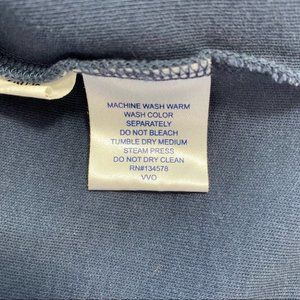 MACHINE WASH WARM
WASH COLOR
SEPARATELY
DO NOT BLEACH
TUMBLE DRY MEDIUM
STEAM PRESS
DO NOT DRY CLEAN
RN#134578
VVO